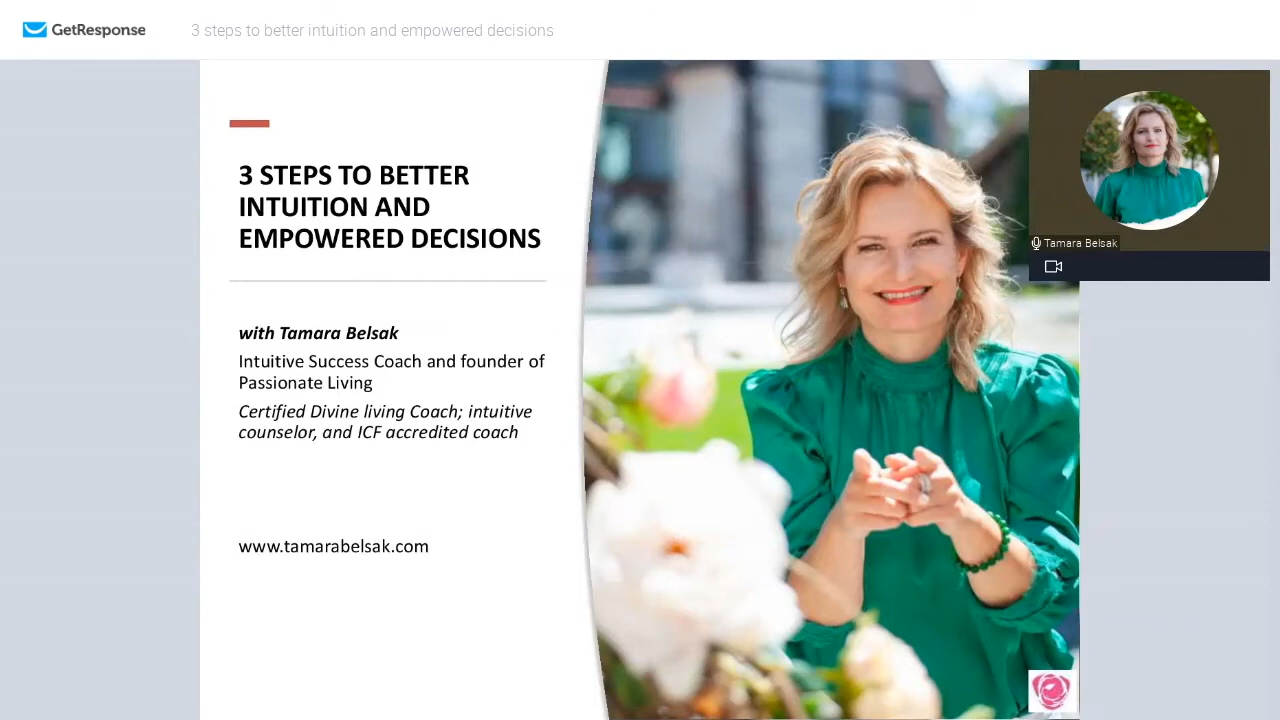 GetResponse
3 steps to better intuition and empowered decisions
3 STEPS TO BETTER
INTUITION AND
EMPOWERED DECISIONS
with Tamara Belsak
Intuitive Success Coach and founder of
Passionate Living
Certified Divine living Coach; intuitive
counselor, and ICF accredited coach
www.tamarabelsak.com
Tamara Belsak